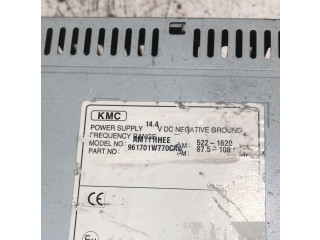 KMC
POWER SUPPLY 14.4 V DC NEGATIVE GROUND
FREQUENCY RANGE AM: 522-1620
MODEL NO: AM111IHEE FM: 87.5-108
PART NO: 961701W770CA
CE